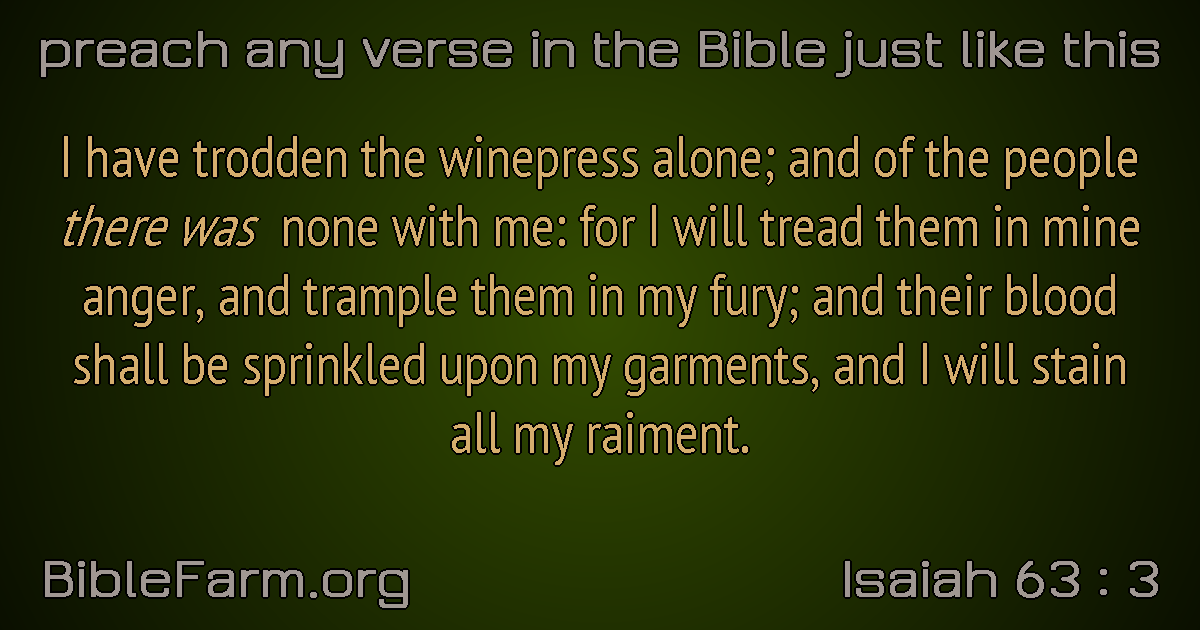 preach any verse in the Bible just like this
I have trodden the winepress alone; and of the people
there was none with me: for I will tread them in mine
anger, and trample them in my fury; and their blood
shall be sprinkled upon my garments, and I will stain
all my raiment.
BibleFarm.org
Isaiah 63 : 3